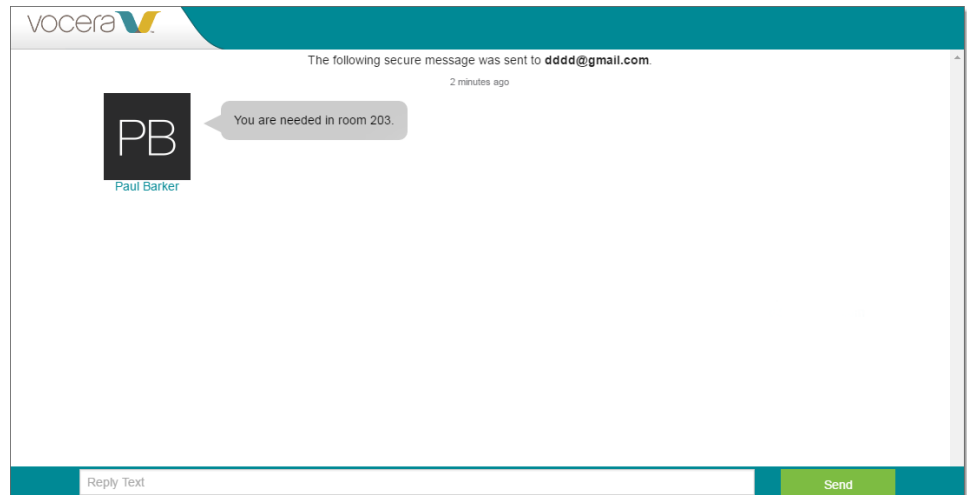 vocera
The following secure message was sent to dddd@gmail.com.
2 minutes ago
PB
You are needed in room 203.
Paul Barker
Reply Text
Send